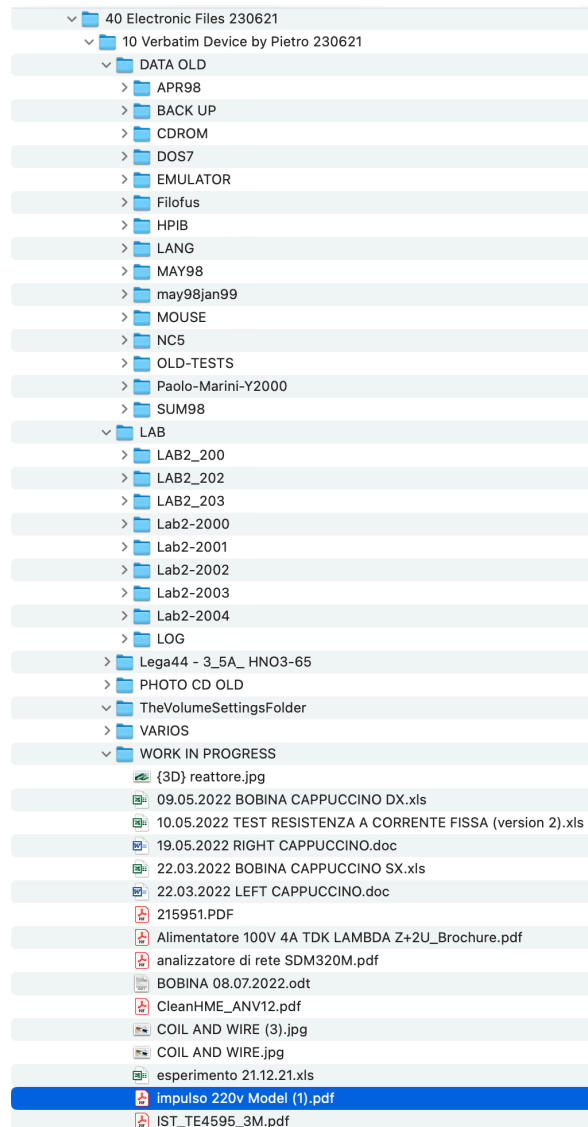 40 Electronic Files 230621
10 Verbatim Device by Pietro 230621
DATA OLD
APR98
BACK UP
CDROM
DOS7
EMULATOR
Filofus
HPIB
LANG
MAY98
may98jan99
MOUSE
NC5
OLD-TESTS
Paolo-Marini-Y2000
SUM98
LAB
LAB2_200
LAB2_202
LAB2_203
Lab2-2000
Lab2-2001
Lab2-2002
Lab2-2003
Lab2-2004
LOG
Lega44 - 3_5A_ HNO3-65
PHOTO CD OLD
TheVolumeSettingsFolder
VARIOS
WORK IN PROGRESS
{3D} reattore.jpg
09.05.2022 BOBINA CAPPUCCINO DX.xls
10.05.2022 TEST RESISTENZA A CORRENTE FISSA (version 2).xls
19.05.2022 RIGHT CAPPUCCINO.doc
22.03.2022 BOBINA CAPPUCCINO SX.xls
22.03.2022 LEFT CAPPUCCINO.doc
215951.PDF
Alimentatore 100V 4A TDK LAMBDA Z+2U_Brochure.pdf
analizzatore di rete SDM320M.pdf
BOBINA 08.07.2022.odt
CleanHME_ANV12.pdf
COIL AND WIRE (3).jpg
COIL AND WIRE.jpg
esperimento 21.12.21.xls
impulso 220v Model (1).pdf
IST_TE4595_3M.pdf